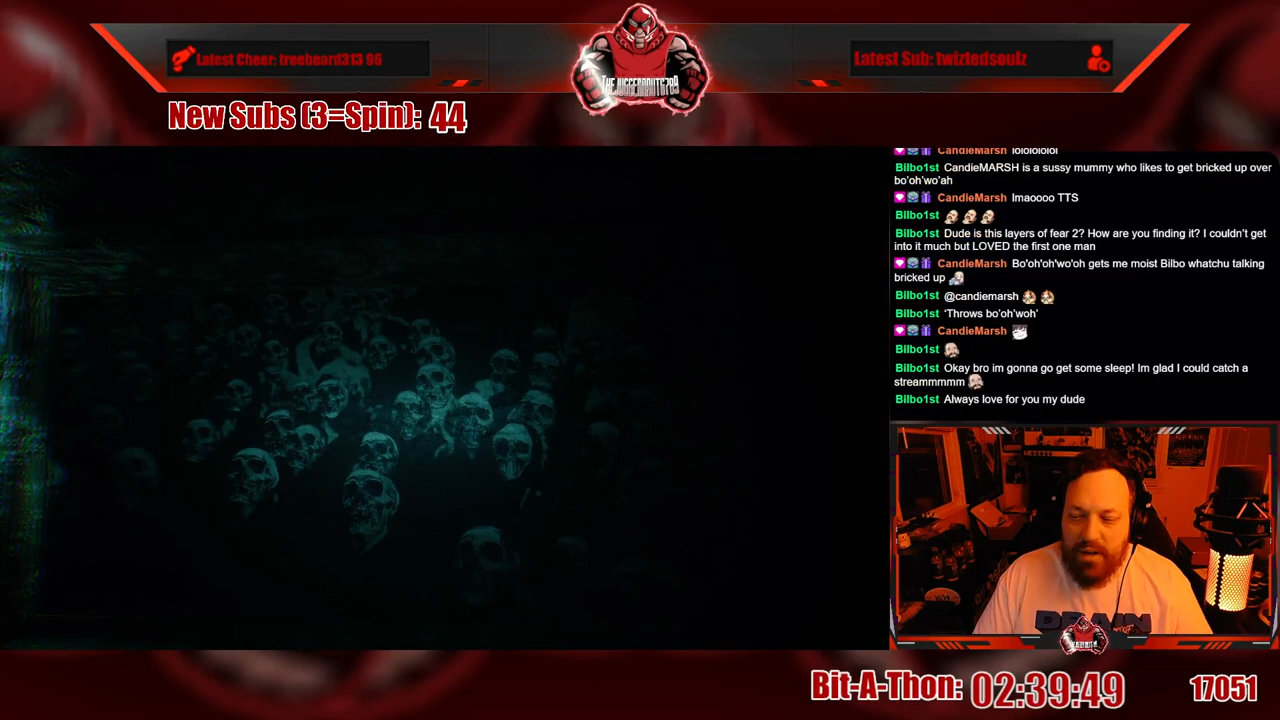 Latest Cheer: treebeard313 96
THEJUGGERNAUT6789
Latest Sub: twiztedsoulz
New Subs (3=Spin): 44
CandieMarsh lolololololol
Bilbo1st CandieMARSH is a sussy mummy who likes to get bricked up over
bo'oh'wo'ah
CandieMarsh lmaoooo TTS
Bilbo1st
Bilbo1st Dude is this layers of fear 2? How are you finding it? I couldn't get
into it much but LOVED the first one man
CandieMarsh Bo'oh'oh'wo'oh gets me moist Bilbo whatchu talking
bricked up
Bilbo1st @candiemarsh
Bilbo1st 'Throws bo'oh'woh'
CandieMarsh
Bilbo1st
Bilbo1st Okay bro im gonna go get some sleep! Im glad I could catch a
streammmmm
Bilbo1st Always love for you my dude
Bit-A-Thon: 02:39:49 17051